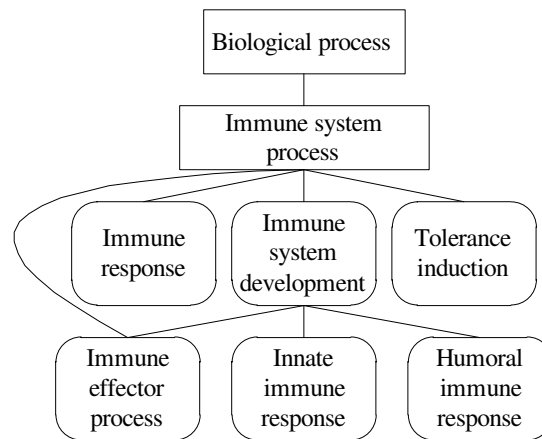 Biological process
Immune system
process
Immune
response
Immune
system
development
Tolerance
induction
Immune
effector
process
Innate
immune
response
Humoral
immune
response